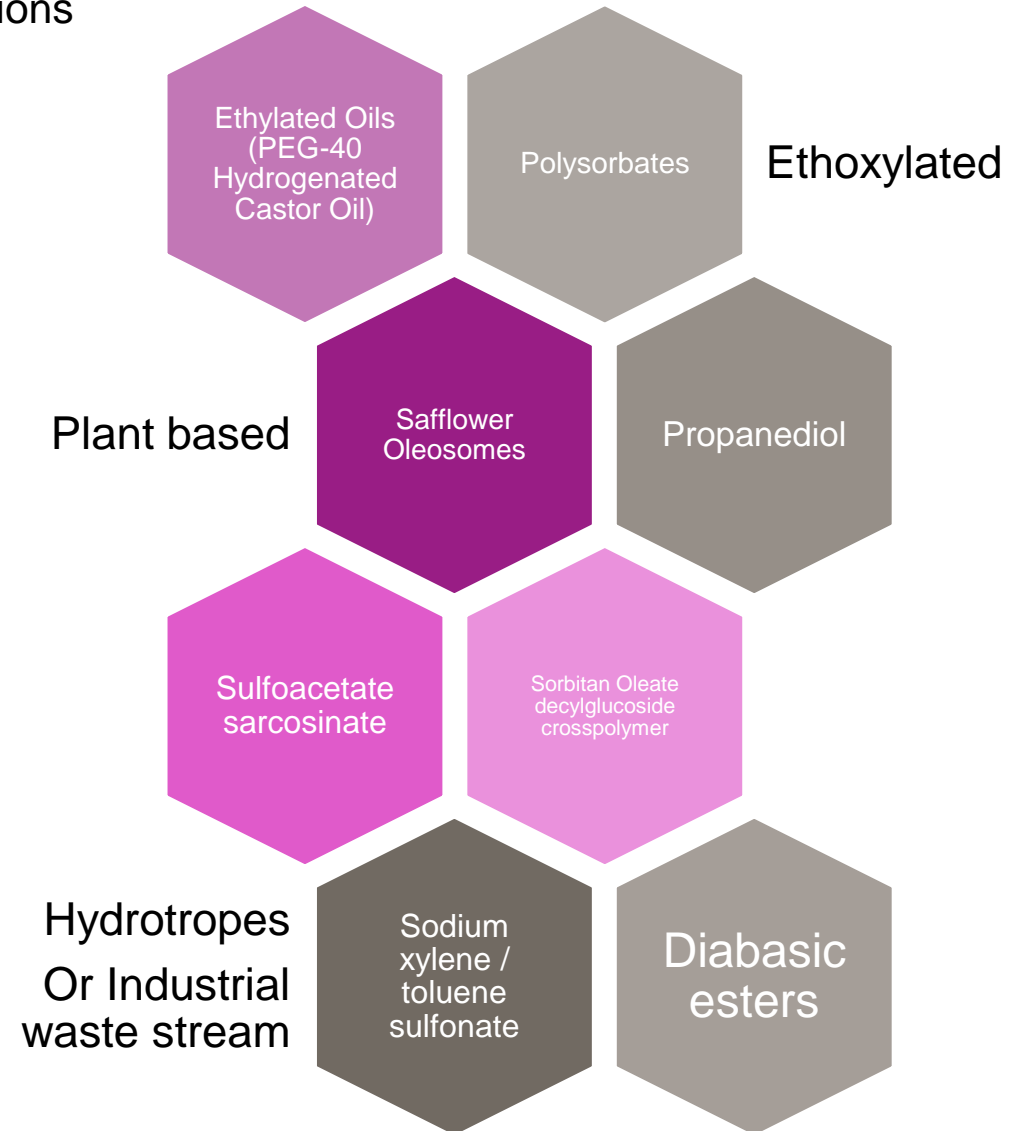 Ethylated Oils
(PEG-40
Hydrogenated
Castor Oil)
Polysorbates
Ethoxylated
Plant based
Safflower
Oleosomes
Propanediol
Sulfoacetate
sarcosinate
Sorbitan Oleate
decylglucoside
crosspolymer
Hydrotropes
Or Industrial
waste stream
Sodium
xylene /
toluene
sulfonate
Diabasic
esters